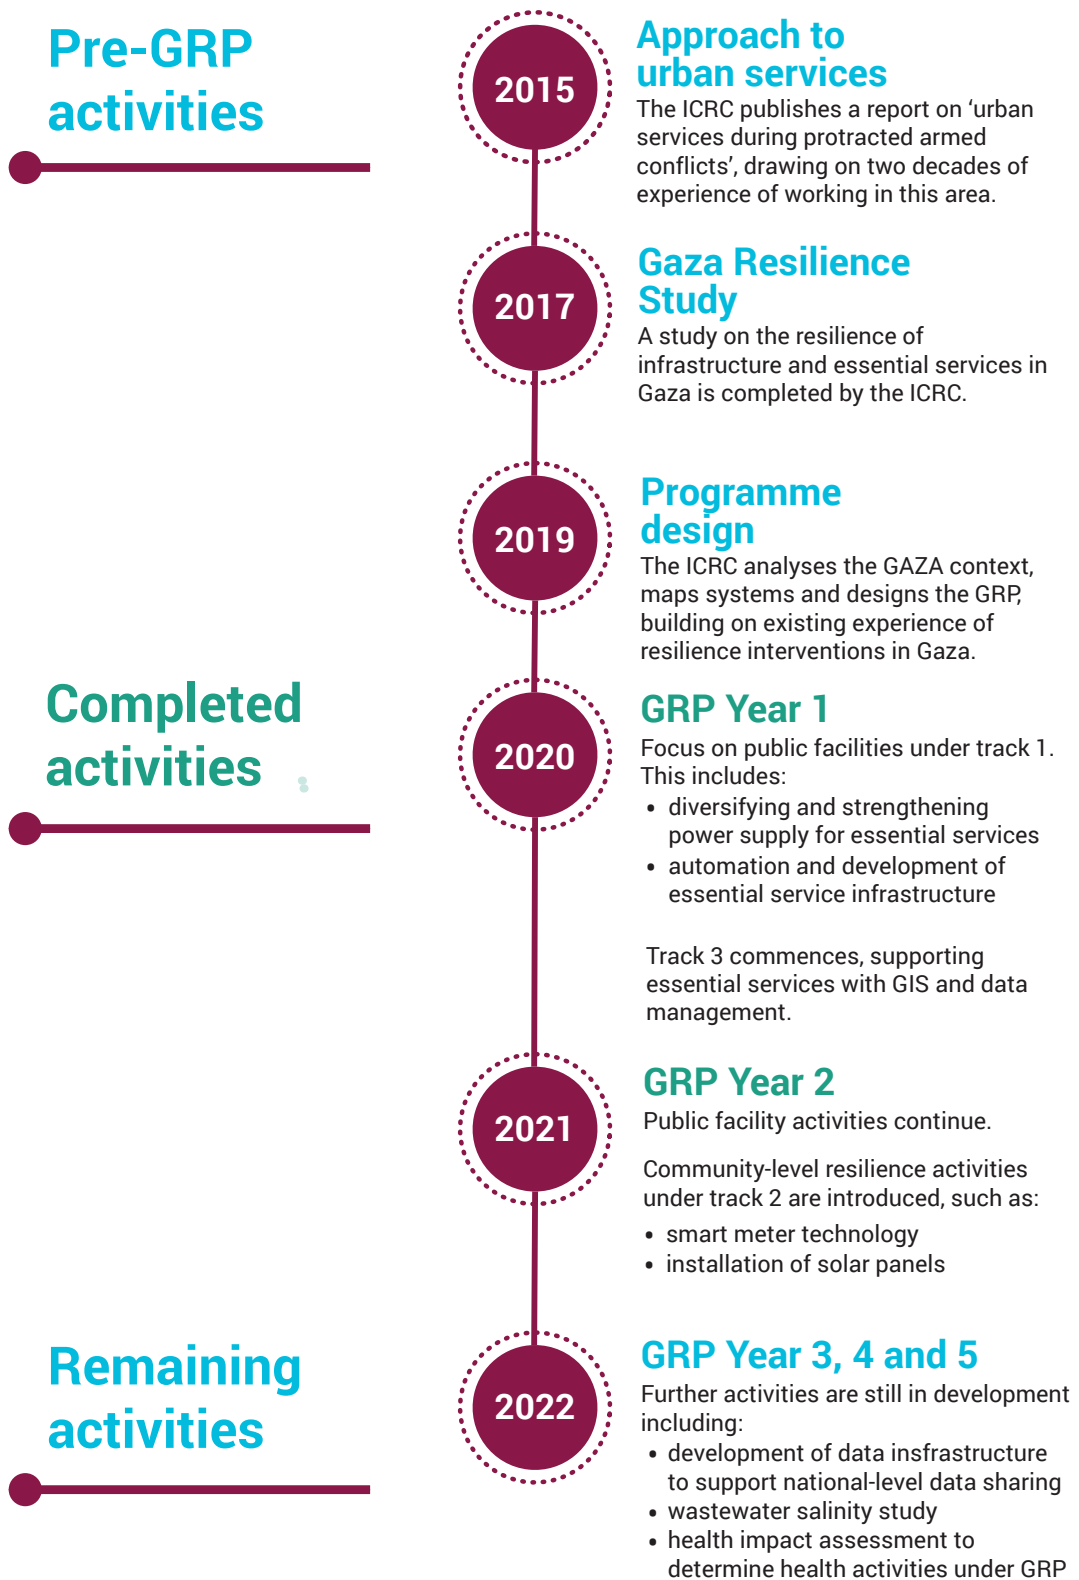 Pre-GRP
activities
2015
Approach to
urban services
The ICRC publishes a report on ‘urban
services during protracted armed
conflicts’, drawing on two decades of
experience of working in this area.
2017
Gaza Resilience
Study
A study on the resilience of
infrastructure and essential services in
Gaza is completed by the ICRC.
2019
Programme
design
The ICRC analyses the GAZA context,
maps systems and designs the GRP,
building on existing experience of
resilience interventions in Gaza.
Completed
activities
2020
GRP Year 1
Focus on public facilities under track 1.
This includes:
• diversifying and strengthening
power supply for essential services
• automation and development of
essential service infrastructure
Track 3 commences, supporting
essential services with GIS and data
management.
2021
GRP Year 2
Public facility activities continue.
Community-level resilience activities
under track 2 are introduced, such as:
• smart meter technology
• installation of solar panels
Remaining
activities
2022
GRP Year 3, 4 and 5
Further activities are still in development
including:
• development of data insfrastructure
to support national-level data sharing
• wastewater salinity study
• health impact assessment to
determine health activities under GRP